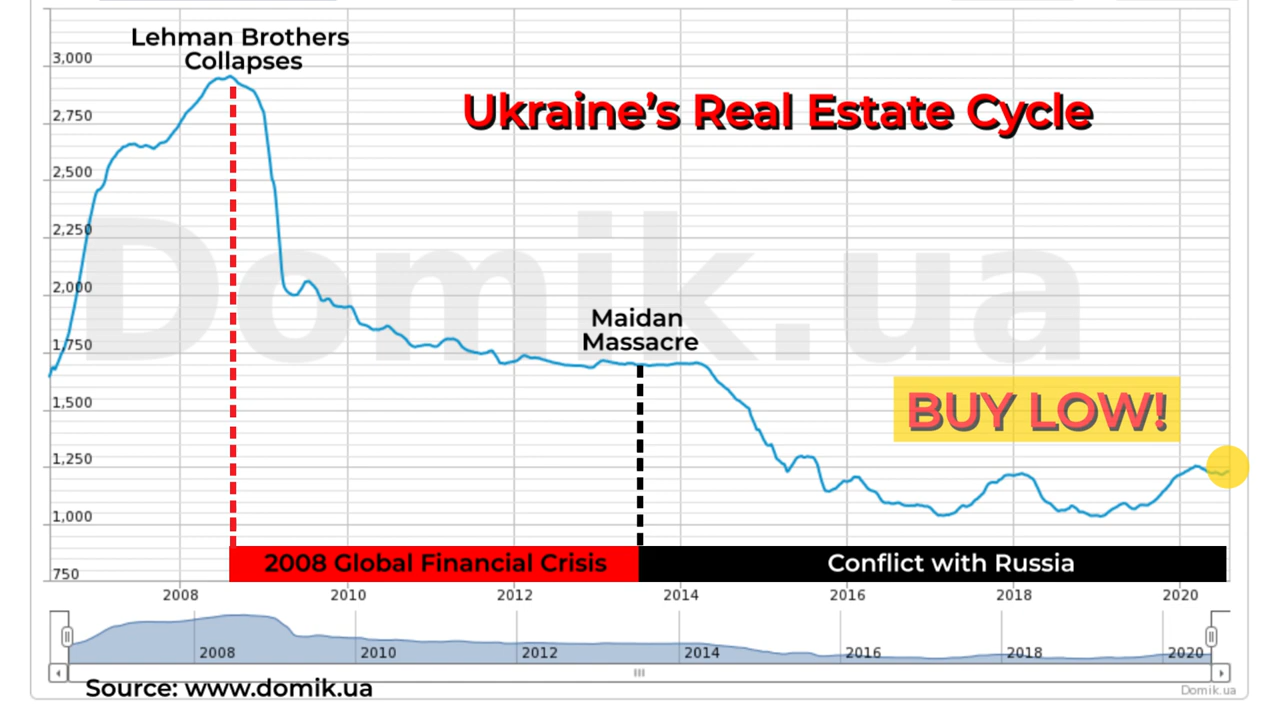 Lehman Brothers
Collapses
Ukraine's Real Estate Cycle
3,000
2,750
2,500
2,250
2,000
1,750
1,500
1,250
1,000
750
Domik.ua
Maidan
Massacre
BUY LOW!
2008 Global Financial Crisis
Conflict with Russia
2008 2010 2012 2014 2016 2018 2020
2008 2010 2012 2014 2016 2018 2020
Source: www.domik.ua
Domik.ua